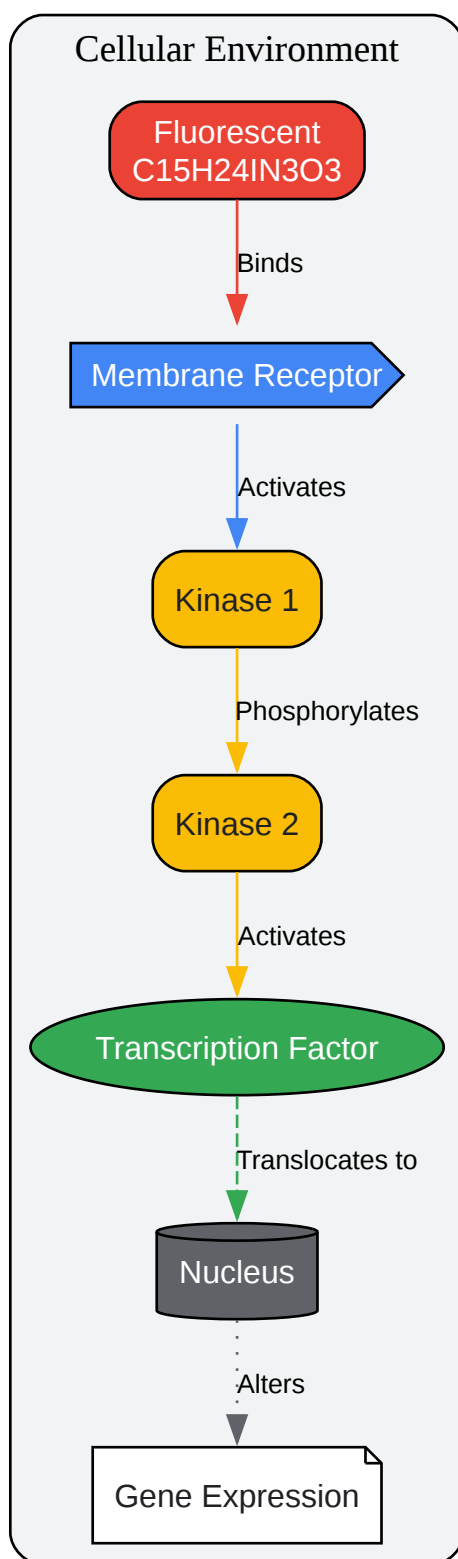 Cellular Environment
Fluorescent
C15H24IN3O3
Binds
Membrane Receptor
Activates
Kinase 1
Phosphorylates
Kinase 2
Activates
Transcription Factor
Translocates to
Nucleus
Alters
Gene Expression